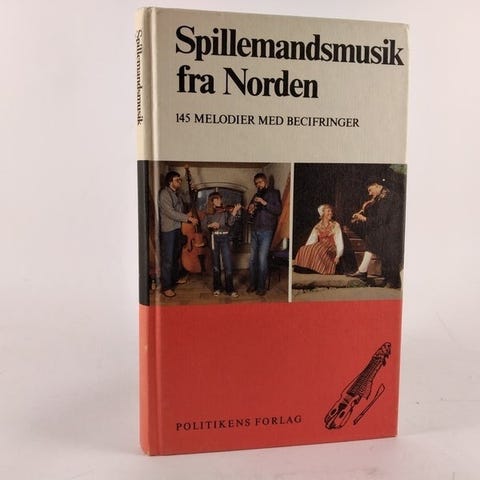 Spillemandsmusik
Spillemandsmusik
fra Norden
145 MELODIER MED BECIFRINGER
POLITIKENS FORLAG